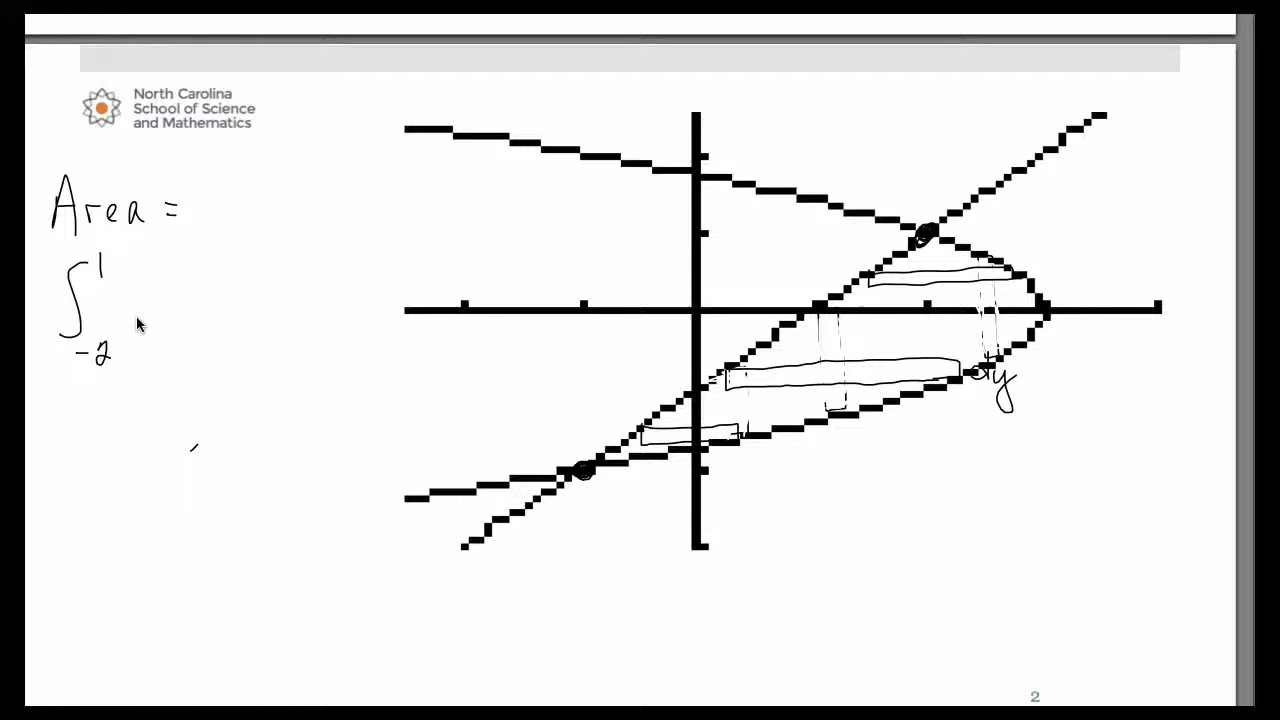 North Carolina
School of Science
and Mathematics
Area =
∫
1
-2
dy
2